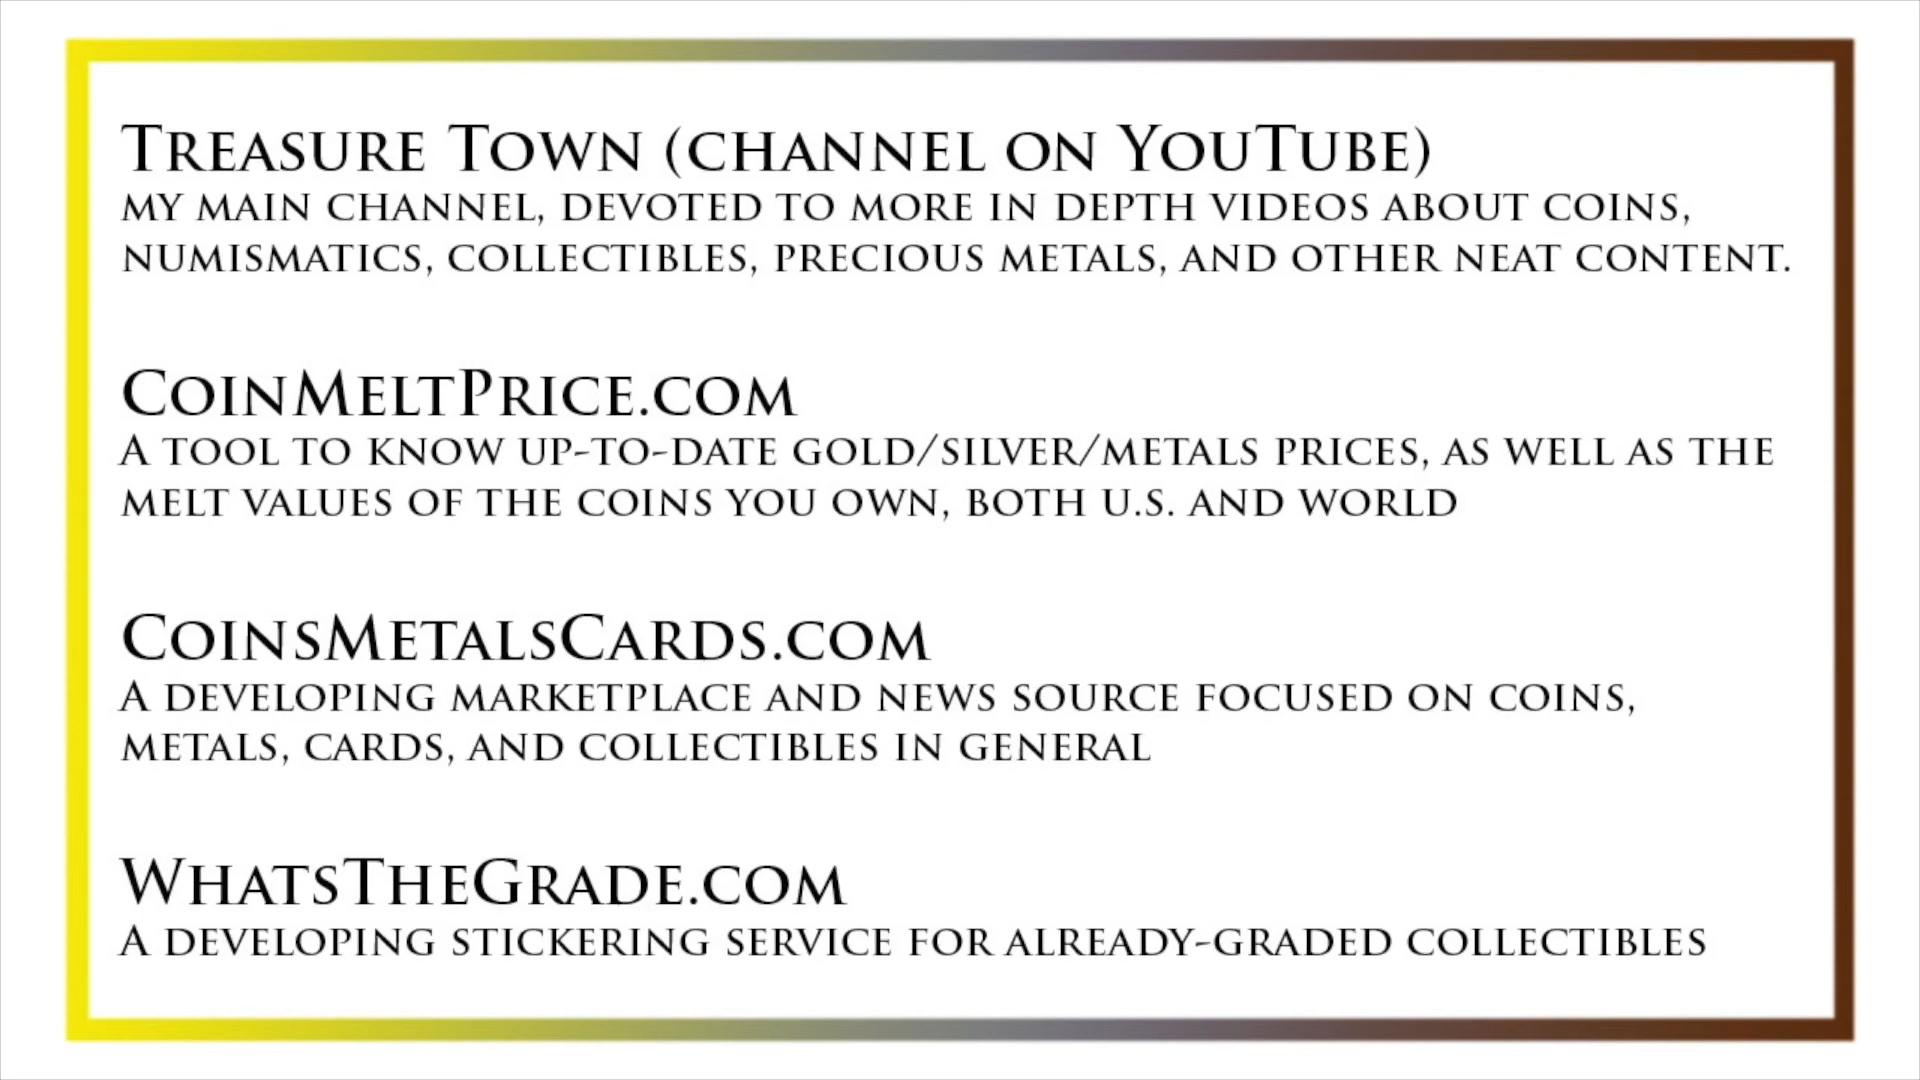 Treasure Town (channel on YouTube)
my main channel, devoted to more in depth videos about coins,
numismatics, collectibles, precious metals, and other neat content.
CoinMeltPrice.com
A tool to know up-to-date gold/silver/metals prices, as well as the
melt values of the coins you own, both U.S. and world
CoinsMetalsCards.com
A developing marketplace and news source focused on coins,
metals, cards, and collectibles in general
WhatsTheGrade.com
A developing stickering service for already-graded collectibles